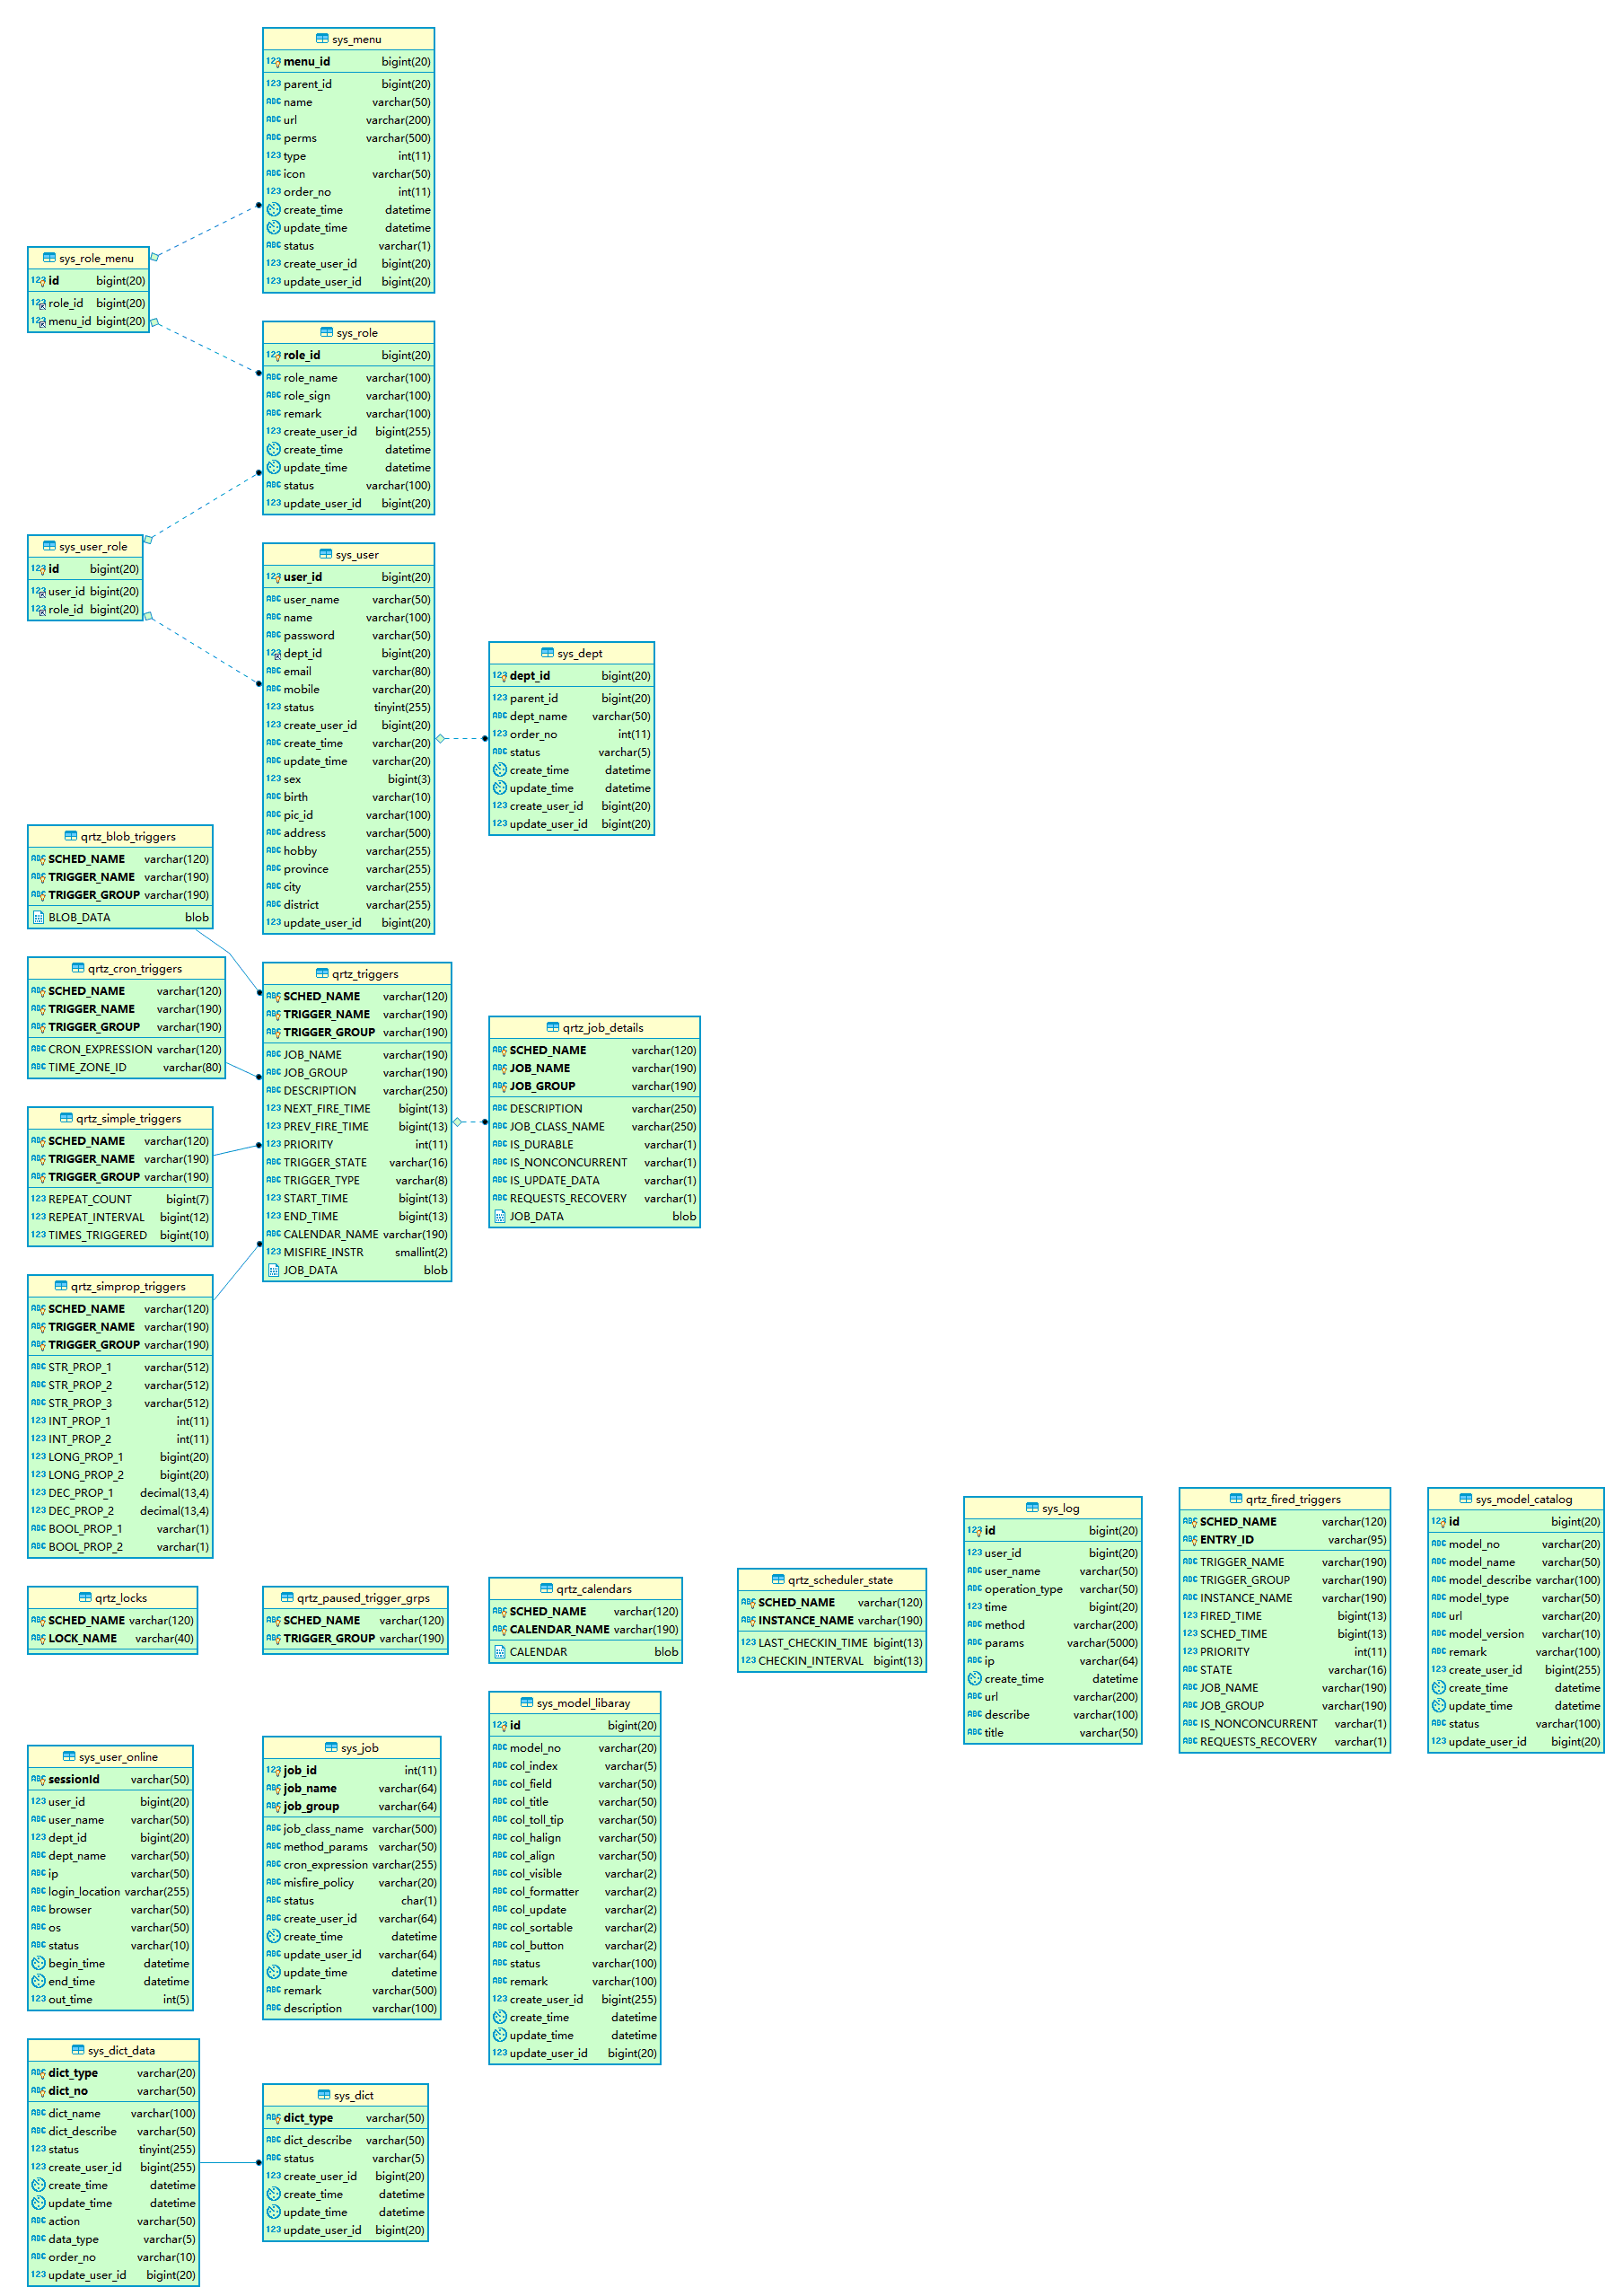 sys_menu
menu_id bigint(20)
parent_id bigint(20)
name varchar(50)
url varchar(200)
perms varchar(500)
type int(11)
icon varchar(50)
order_no int(11)
create_time datetime
update_time datetime
status varchar(1)
create_user_id bigint(20)
update_user_id bigint(20)
sys_role_menu
id bigint(20)
role_id bigint(20)
menu_id bigint(20)
sys_role
role_id bigint(20)
role_name varchar(100)
role_sign varchar(100)
remark varchar(100)
create_user_id bigint(255)
create_time datetime
update_time datetime
status varchar(100)
update_user_id bigint(20)
sys_user_role
id bigint(20)
user_id bigint(20)
role_id bigint(20)
sys_user
user_id bigint(20)
user_name varchar(50)
name varchar(100)
password varchar(50)
dept_id bigint(20)
email varchar(80)
mobile varchar(20)
status tinyint(255)
create_user_id bigint(20)
create_time varchar(20)
update_time varchar(20)
sex bigint(3)
birth varchar(10)
pic_id varchar(100)
address varchar(500)
hobby varchar(255)
province varchar(255)
city varchar(255)
district varchar(255)
update_user_id bigint(20)
sys_dept
dept_id bigint(20)
parent_id bigint(20)
dept_name varchar(50)
order_no int(11)
status varchar(5)
create_time datetime
update_time datetime
create_user_id bigint(20)
update_user_id bigint(20)
qrtz_blob_triggers
SCHED_NAME varchar(120)
TRIGGER_NAME varchar(190)
TRIGGER_GROUP varchar(190)
BLOB_DATA blob
qrtz_cron_triggers
SCHED_NAME varchar(120)
TRIGGER_NAME varchar(190)
TRIGGER_GROUP varchar(190)
CRON_EXPRESSION varchar(120)
TIME_ZONE_ID varchar(80)
qrtz_simple_triggers
SCHED_NAME varchar(120)
TRIGGER_NAME varchar(190)
TRIGGER_GROUP varchar(190)
REPEAT_COUNT bigint(7)
REPEAT_INTERVAL bigint(12)
TIMES_TRIGGERED bigint(10)
qrtz_simprop_triggers
SCHED_NAME varchar(120)
TRIGGER_NAME varchar(190)
TRIGGER_GROUP varchar(190)
STR_PROP_1 varchar(512)
STR_PROP_2 varchar(512)
STR_PROP_3 varchar(512)
INT_PROP_1 int(11)
INT_PROP_2 int(11)
LONG_PROP_1 bigint(20)
LONG_PROP_2 bigint(20)
DEC_PROP_1 decimal(13,4)
DEC_PROP_2 decimal(13,4)
BOOL_PROP_1 varchar(1)
BOOL_PROP_2 varchar(1)
qrtz_triggers
SCHED_NAME varchar(120)
TRIGGER_NAME varchar(190)
TRIGGER_GROUP varchar(190)
JOB_NAME varchar(190)
JOB_GROUP varchar(190)
DESCRIPTION varchar(250)
NEXT_FIRE_TIME bigint(13)
PREV_FIRE_TIME bigint(13)
PRIORITY int(11)
TRIGGER_STATE varchar(16)
TRIGGER_TYPE varchar(8)
START_TIME bigint(13)
END_TIME bigint(13)
CALENDAR_NAME varchar(190)
MISFIRE_INSTR smallint(2)
JOB_DATA blob
qrtz_job_details
SCHED_NAME varchar(120)
JOB_NAME varchar(190)
JOB_GROUP varchar(190)
DESCRIPTION varchar(250)
JOB_CLASS_NAME varchar(250)
IS_DURABLE varchar(1)
IS_NONCONCURRENT varchar(1)
IS_UPDATE_DATA varchar(1)
REQUESTS_RECOVERY varchar(1)
JOB_DATA blob
qrtz_locks
SCHED_NAME varchar(120)
LOCK_NAME varchar(40)
qrtz_paused_trigger_grps
SCHED_NAME varchar(120)
TRIGGER_GROUP varchar(190)
qrtz_calendars
SCHED_NAME varchar(120)
CALENDAR_NAME varchar(190)
CALENDAR blob
qrtz_scheduler_state
SCHED_NAME varchar(120)
INSTANCE_NAME varchar(190)
LAST_CHECKIN_TIME bigint(13)
CHECKIN_INTERVAL bigint(13)
sys_log
id bigint(20)
user_id bigint(20)
user_name varchar(50)
operation_type varchar(50)
time bigint(20)
method varchar(200)
params varchar(5000)
ip varchar(64)
create_time datetime
url varchar(200)
describe varchar(100)
title varchar(50)
qrtz_fired_triggers
SCHED_NAME varchar(120)
ENTRY_ID varchar(95)
TRIGGER_NAME varchar(190)
TRIGGER_GROUP varchar(190)
INSTANCE_NAME varchar(190)
FIRED_TIME bigint(13)
SCHED_TIME bigint(13)
PRIORITY int(11)
STATE varchar(16)
JOB_NAME varchar(190)
JOB_GROUP varchar(190)
IS_NONCONCURRENT varchar(1)
REQUESTS_RECOVERY varchar(1)
sys_model_catalog
id bigint(20)
model_no varchar(20)
model_name varchar(50)
model_describe varchar(100)
model_type varchar(50)
url varchar(20)
model_version varchar(10)
remark varchar(100)
create_user_id bigint(255)
create_time datetime
update_time datetime
status varchar(100)
update_user_id bigint(20)
sys_user_online
sessionId varchar(50)
user_id bigint(20)
user_name varchar(50)
dept_id bigint(20)
dept_name varchar(50)
ip varchar(50)
login_location varchar(255)
browser varchar(50)
os varchar(50)
status varchar(10)
begin_time datetime
end_time datetime
out_time int(5)
sys_job
job_id int(11)
job_name varchar(64)
job_group varchar(64)
job_class_name varchar(500)
method_params varchar(50)
cron_expression varchar(255)
misfire_policy varchar(20)
status char(1)
create_user_id varchar(64)
create_time datetime
update_user_id varchar(64)
update_time datetime
remark varchar(500)
description varchar(100)
sys_model_libaray
id bigint(20)
model_no varchar(20)
col_index varchar(5)
col_field varchar(50)
col_title varchar(50)
col_toll_tip varchar(50)
col_halign varchar(50)
col_align varchar(50)
col_visible varchar(2)
col_formatter varchar(2)
col_update varchar(2)
col_sortable varchar(2)
col_button varchar(2)
status varchar(100)
remark varchar(100)
create_user_id bigint(255)
create_time datetime
update_time datetime
update_user_id bigint(20)
sys_dict_data
dict_type varchar(20)
dict_no varchar(50)
dict_name varchar(100)
dict_describe varchar(50)
status tinyint(255)
create_user_id bigint(255)
create_time datetime
update_time datetime
action varchar(50)
data_type varchar(5)
order_no varchar(10)
update_user_id bigint(20)
sys_dict
dict_type varchar(50)
dict_describe varchar(50)
status varchar(5)
create_user_id bigint(20)
create_time datetime
update_time datetime
update_user_id bigint(20)